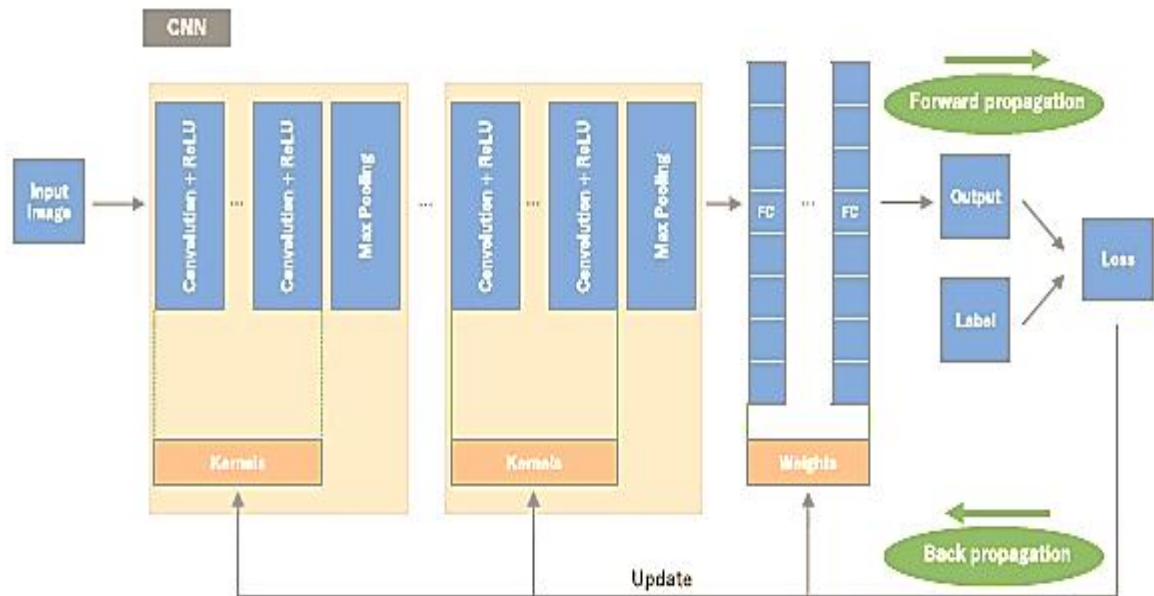 CNN
Forward propagation
Input
Image
Convolution + ReLU
...
Convolution + ReLU
Max Pooling
...
Convolution + ReLU
...
Convolution + ReLU
Max Pooling
FC
...
FC
Output
Label
Loss
Kernels
Kernels
Weights
Back propagation
Update